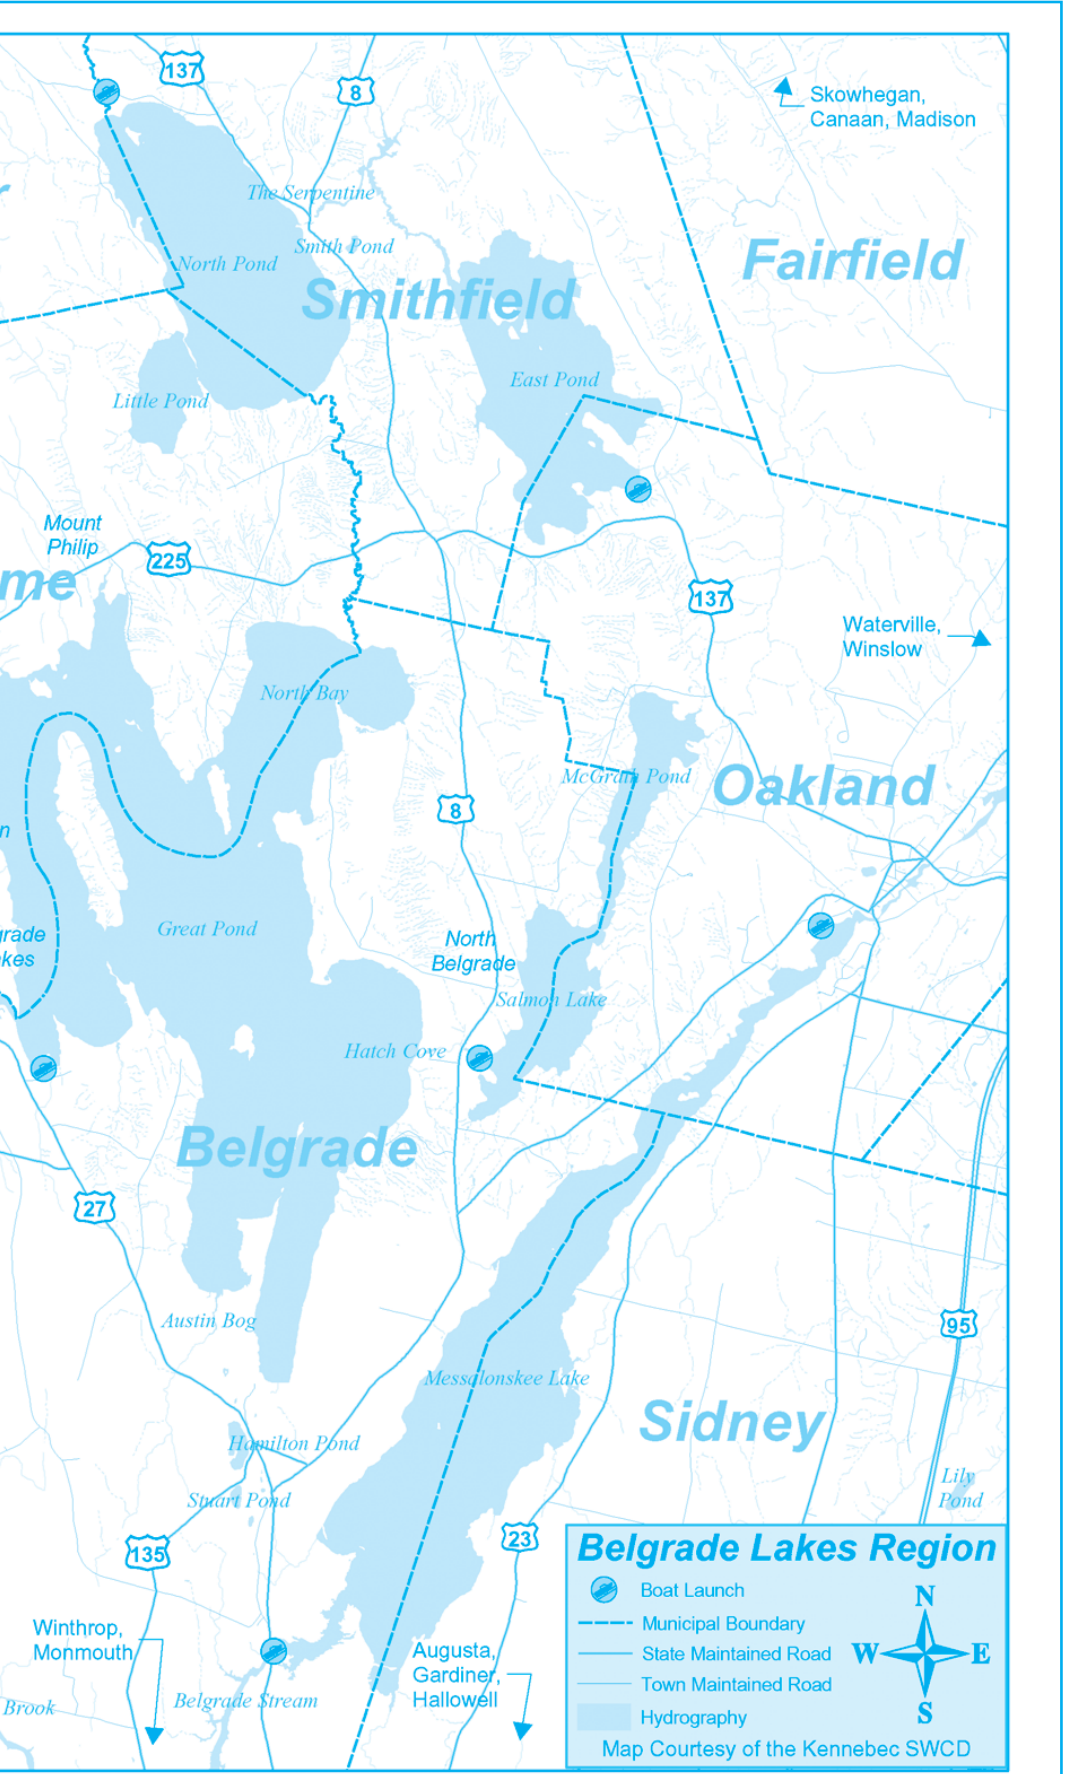 137
8
Skowhegan,
Canaan, Madison
The Serpentine
Smith Pond
North Pond
Fairfield
Smithfield
East Pond
Little Pond
Mount
Philip
225
me
137
Waterville,
Winslow
North Bay
McGrath Pond
Oakland
8
n
Great Pond
grade
kes
North
Belgrade
Salmon Lake
Hatch Cove
Belgrade
27
Austin Bog
95
Messalonskee Lake
Sidney
Hamilton Pond
Stuart Pond
Lily
Pond
135
23
Winthrop,
Monmouth
Augusta,
Gardiner,
Hallowell
Belgrade Stream
Brook
Belgrade Lakes Region
Boat Launch
Municipal Boundary
State Maintained Road
Town Maintained Road
Hydrography
N
W
E
S
Map Courtesy of the Kennebec SWCD